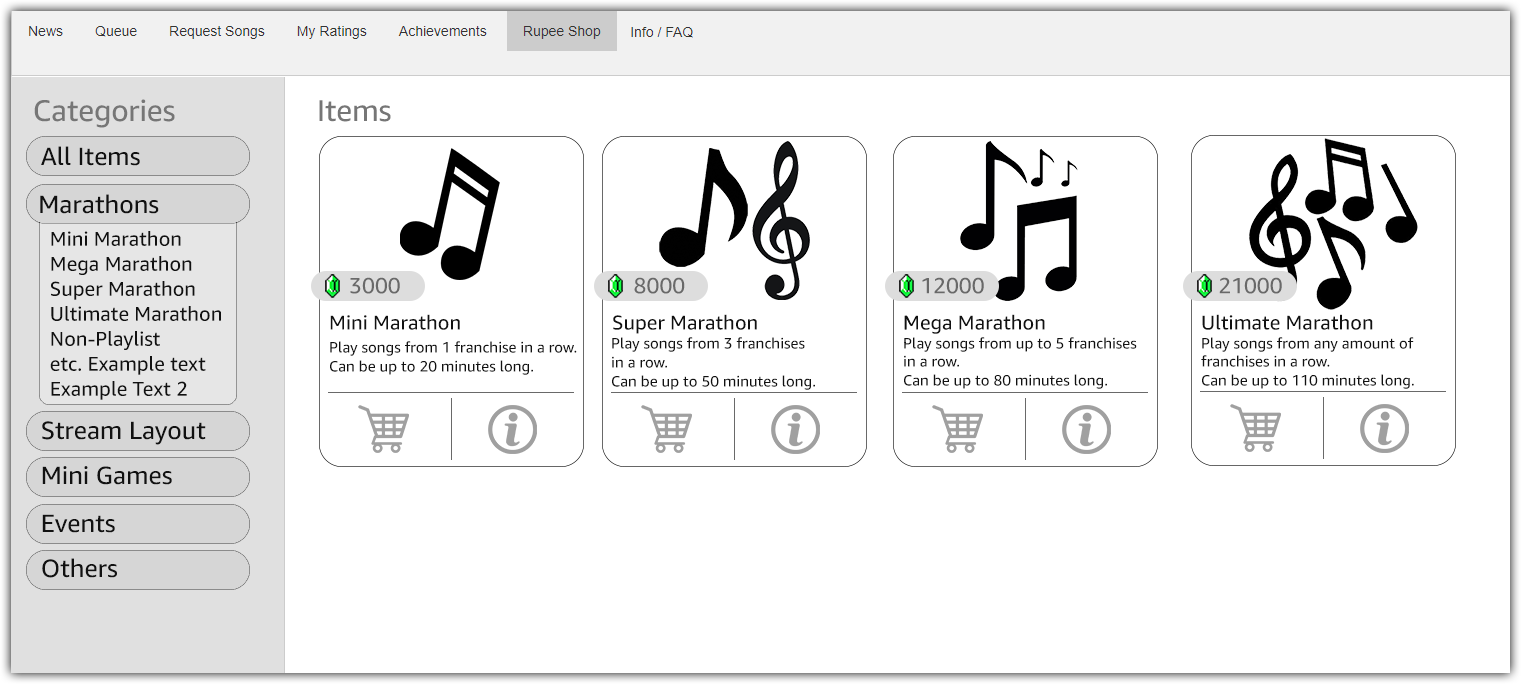 News
Queue
Request Songs
My Ratings
Achievements
Rupee Shop
Info / FAQ
Categories
All Items
Marathons
Mini Marathon
Mega Marathon
Super Marathon
Ultimate Marathon
Non-Playlist
etc. Example text
Example Text 2
Stream Layout
Mini Games
Events
Others
Items
3000
Mini Marathon
Play songs from 1 franchise in a row.
Can be up to 20 minutes long.
8000
Super Marathon
Play songs from 3 franchises
in a row.
Can be up to 50 minutes long.
12000
Mega Marathon
Play songs from up to 5 franchises
in a row.
Can be up to 80 minutes long.
21000
Ultimate Marathon
Play songs from any amount of
franchises in a row.
Can be up to 110 minutes long.